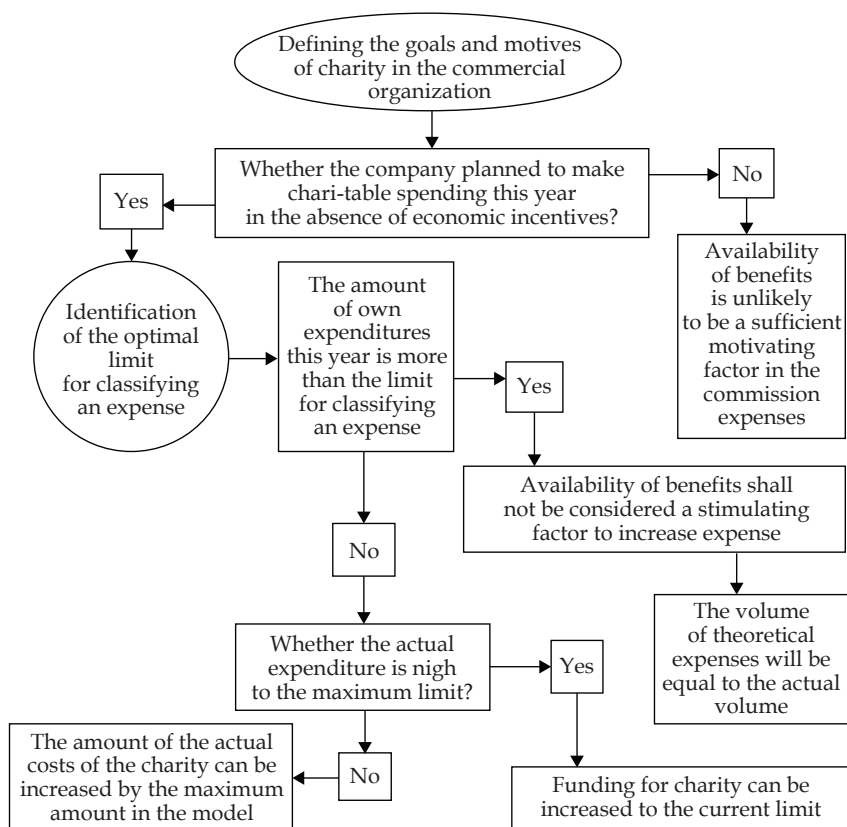 Defining the goals and motives
of charity in the commercial
organization
Whether the company planned to make
chari-table spending this year
in the absence of economic incentives?
No
Yes
Availability
of benefits
is unlikely
to be a sufficient
motivating
factor in the
commission
expenses
Identification
of the optimal
limit
for classifying
an expense
The amount
of own
expenditures
this year is more
than the limit
for classifying
an expense
Yes
Availability of benefits shall
not be considered a stimulating
factor to increase expense
No
The volume
of theoretical
expenses will be
equal to the actual
volume
Whether the actual
expenditure is nigh
to the maximum limit?
Yes
No
The amount of the actual
costs of the charity can be
increased by the maximum
amount in the model
Funding for charity can be
increased to the current limit